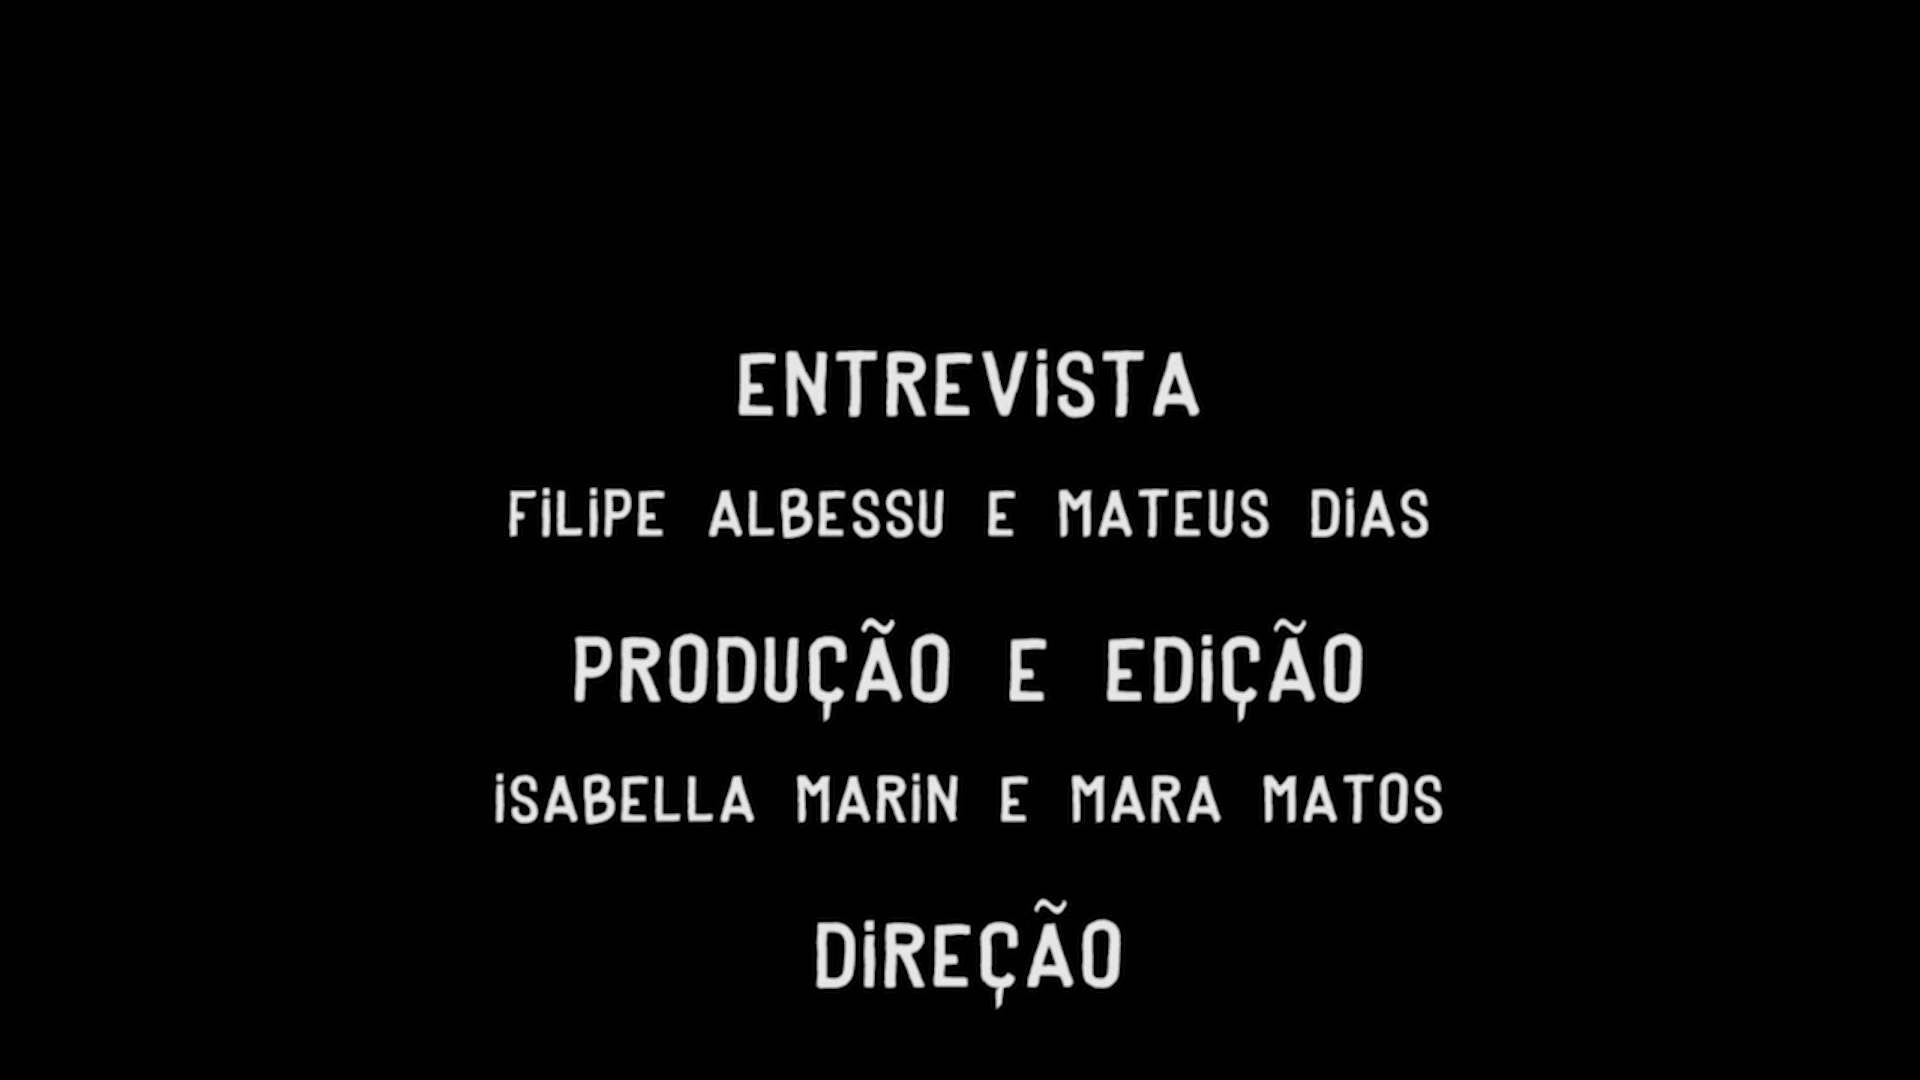 ENTREVISTA
FILIPE ALBESSU E MATEUS DIAS
PRODUÇÃO E EDIÇÃO
ISABELLA MARIN E MARA MATOS
DIREÇÃO